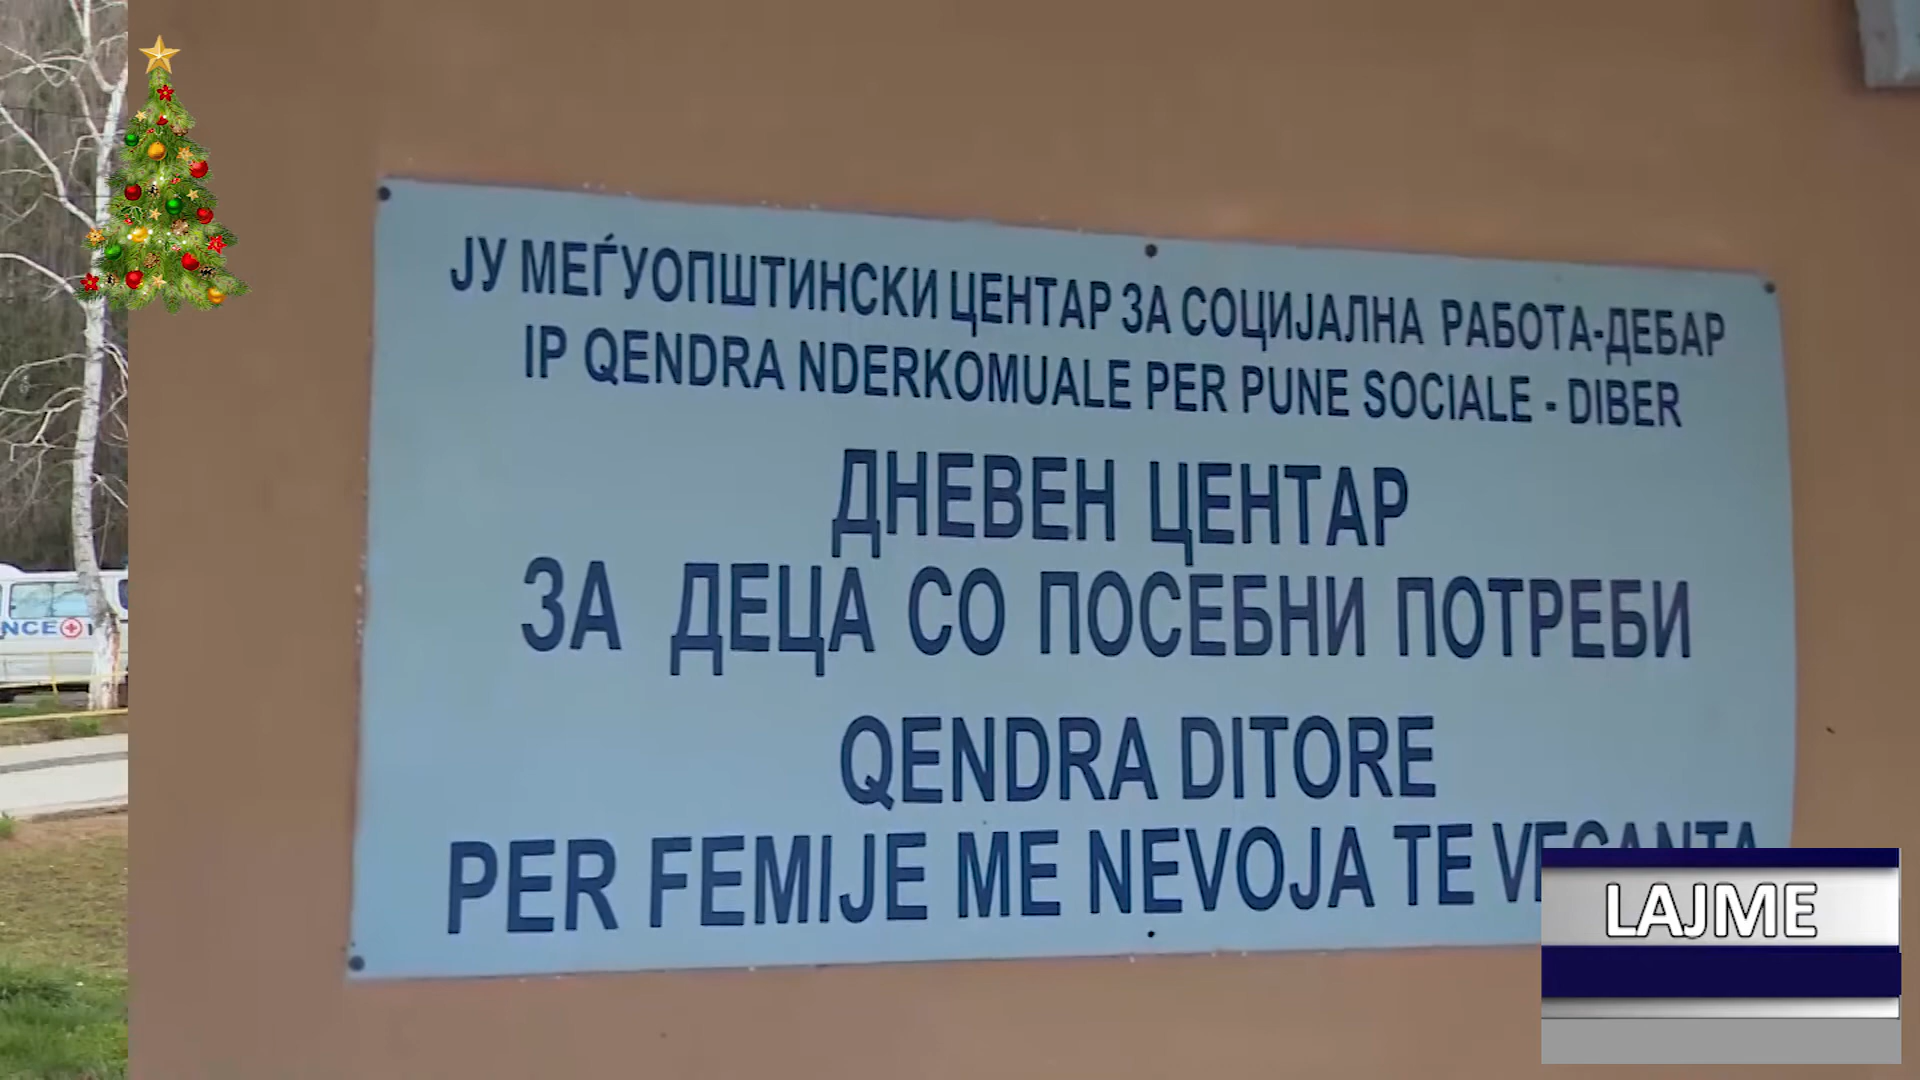 ЈУ МЕЃУОПШТИНСКИ ЦЕНТАР ЗА СОЦИЈАЛНА РАБОТА-ДЕБАР
IP QENDRA NDERKOMUALE PER PUNE SOCIALE - DIBER
ДНЕВЕН ЦЕНТАР
ЗА ДЕЦА СО ПОСЕБНИ ПОТРЕБИ
QENDRA DITORE
PER FEMIJE ME NEVOJA TE
LAJME